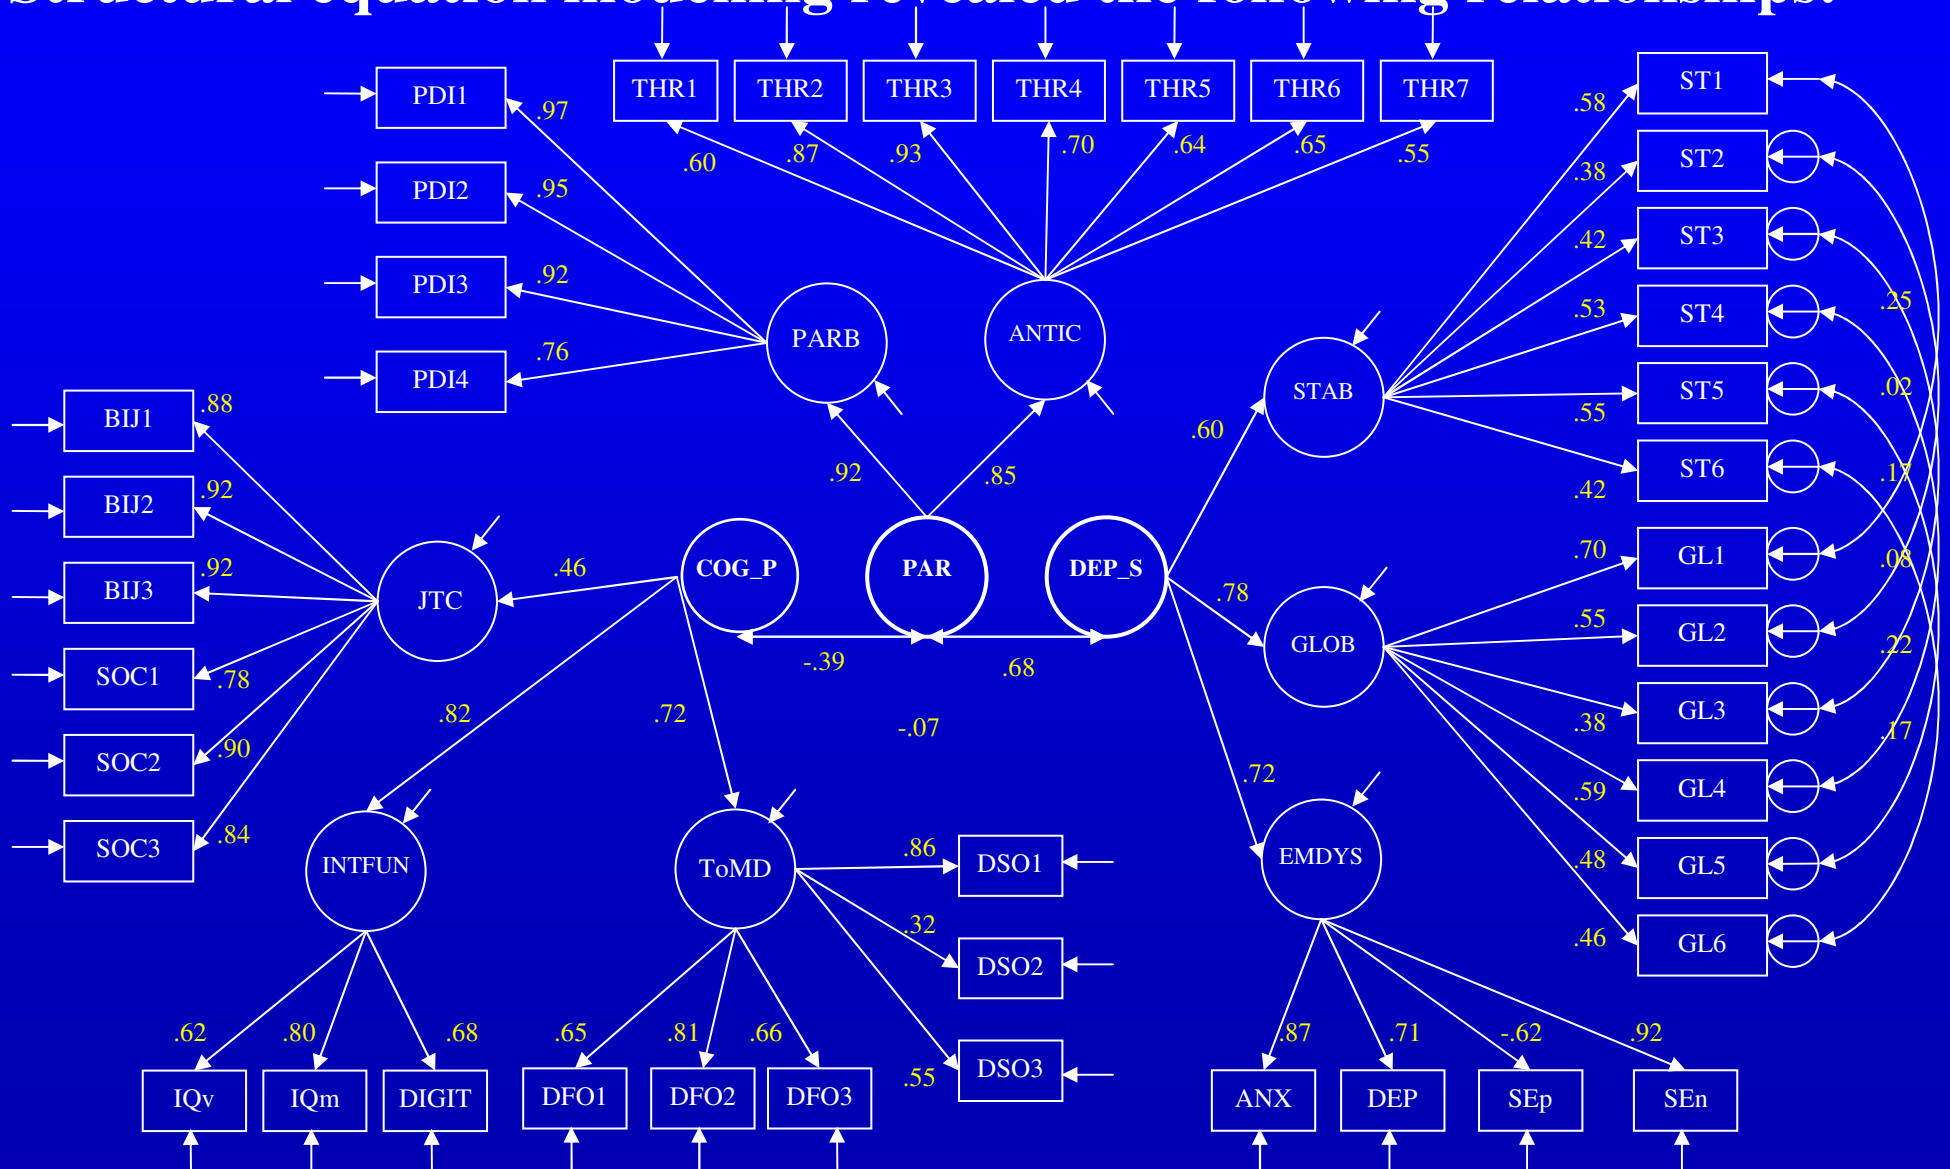 Structural equation modelling revealed the following relationships:
THR1 THR2 THR3 THR4 THR5 THR6 THR7
.60 .87 .93 .70 .64 .65 .55
PDI1 .97
PDI2 .95
PDI3 .92
PDI4 .76
PARB
ANTIC
STAB
ST1 .58
ST2 .38
ST3 .42
ST4 .53
ST5 .55
ST6 .42
.25
.02
.17
.08
.22
.17
BIJ1 .88
BIJ2 .92
BIJ3 .92
SOC1 .78
SOC2 .90
SOC3 .84
JTC
.46
.92
.85
.60
COG_P
PAR
DEP_S
-.39
.68
-.07
.82
.72
.78
.72
GLOB
GL1 .70
GL2 .55
GL3 .38
GL4 .59
GL5 .48
GL6 .46
INTFUN
ToMD
EMDYS
DSO1 .86
DSO2 .32
DSO3 .55
.62 .80 .68
IQv IQm DIGIT
.65 .81 .66
DFO1 DFO2 DFO3
.87 .71 -.62 .92
ANX DEP SEp SEn